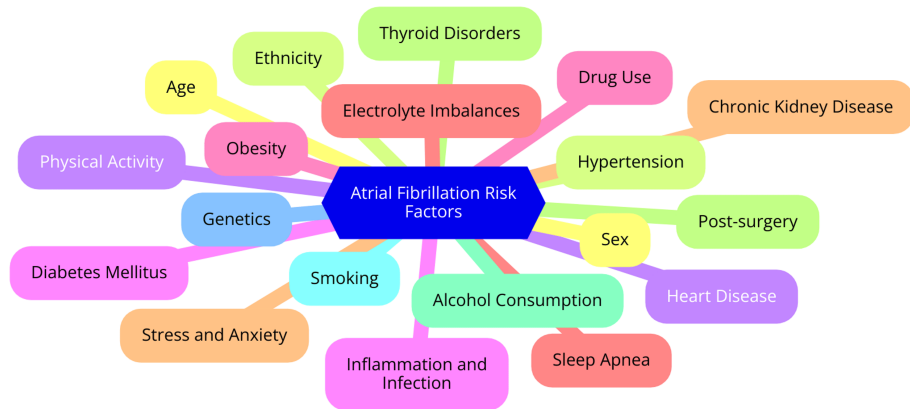 Thyroid Disorders
Ethnicity
Drug Use
Age
Chronic Kidney Disease
Electrolyte Imbalances
Obesity
Physical Activity
Hypertension
Atrial Fibrillation Risk
Factors
Genetics
Post-surgery
Sex
Diabetes Mellitus
Smoking
Heart Disease
Alcohol Consumption
Stress and Anxiety
Sleep Apnea
Inflammation and
Infection